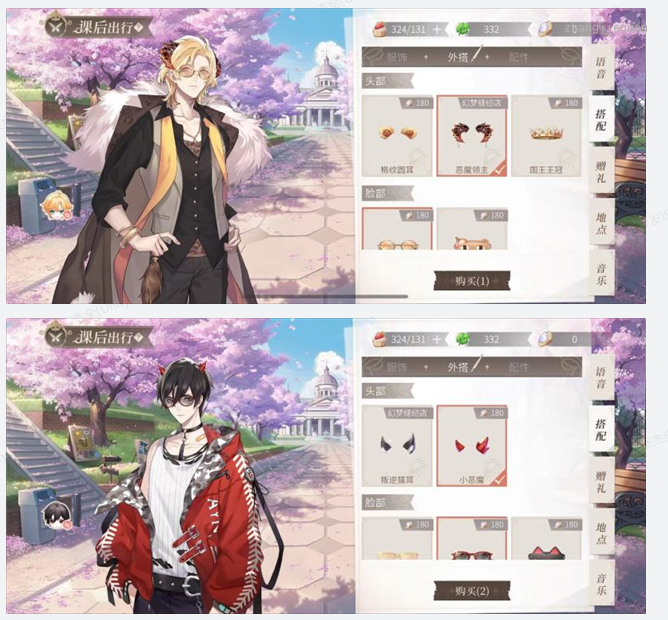 课后出行
324/131
332
服饰
外搭
配件
语音
搭配
赠礼
地点
音乐
头部
180
幻梦缝纫店
180
格纹圆耳
恶魔领主
国王王冠
脸部
180
180
购买(1)
课后出行
324/131
332
0
服饰
外搭
配件
语音
搭配
赠礼
地点
音乐
头部
幻梦缝纫店
180
叛逆猫耳
小恶魔
脸部
180
180
180
购买(2)